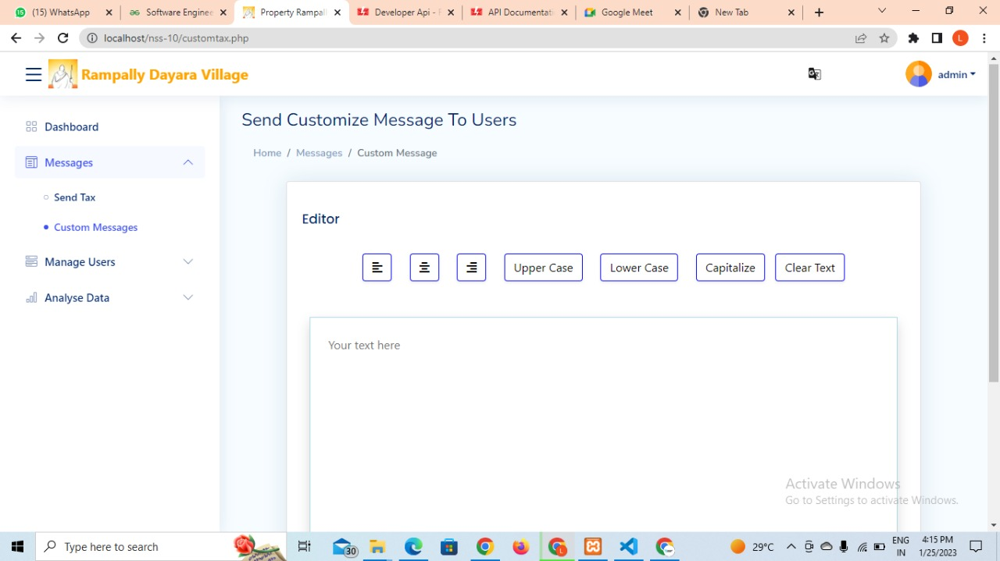 (15) WhatsApp
Software Enginee
Property Rampall
Developer Api - F
API Documentati
Google Meet
New Tab
localhost/nss-10/customtax.php
L
Rampally Dayara Village
admin
Dashboard
Messages
Send Tax
Custom Messages
Manage Users
Analyse Data
Send Customize Message To Users
Home / Messages / Custom Message
Editor
Upper Case Lower Case Capitalize Clear Text
Your text here
Activate Windows
Go to Settings to activate Windows.
Type here to search
30
L
29°C
ENG
IN
4:15 PM
1/25/2023